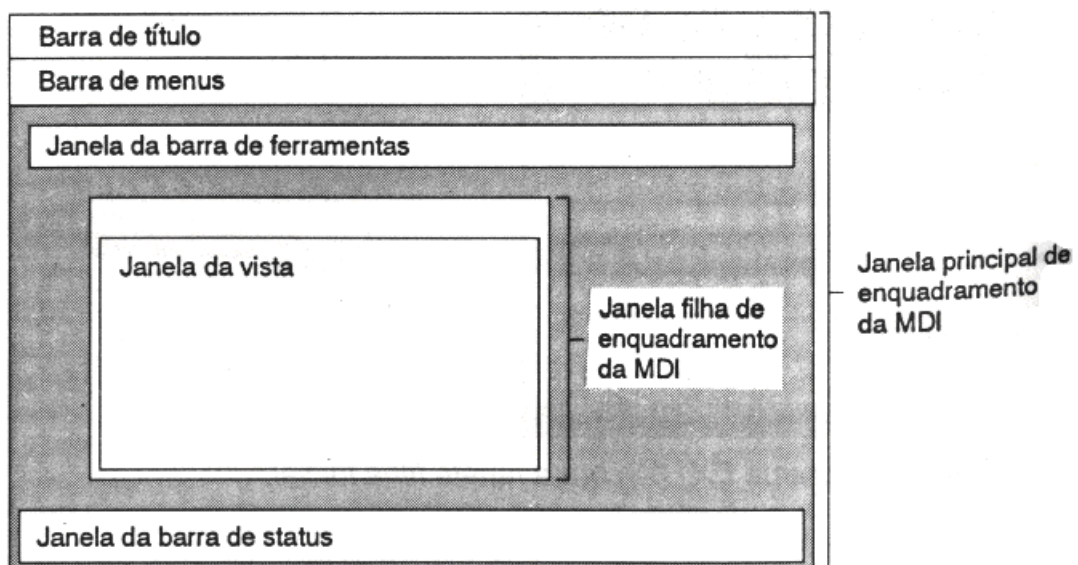 Barra de título
Barra de menus
Janela da barra de ferramentas
Janela da vista
Janela filha de
enquadramento
da MDI
Janela principal de
enquadramento
da MDI
Janela da barra de status